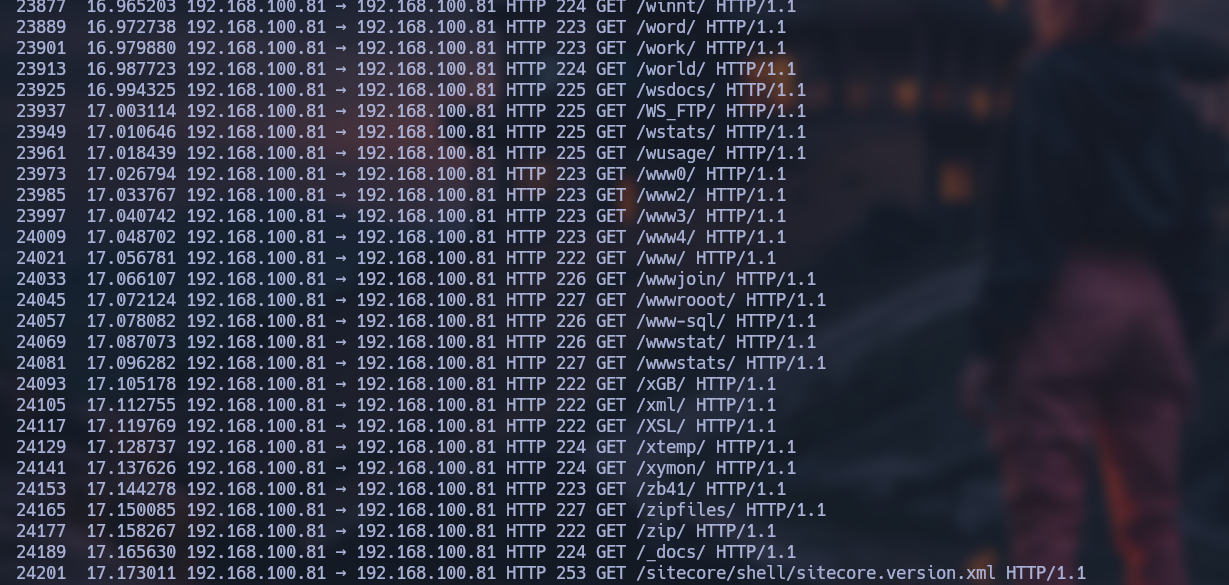 23877 16.965203 192.168.100.81 → 192.168.100.81 HTTP 224 GET /winnt/ HTTP/1.1
23889 16.972738 192.168.100.81 → 192.168.100.81 HTTP 223 GET /word/ HTTP/1.1
23901 16.979880 192.168.100.81 → 192.168.100.81 HTTP 223 GET /work/ HTTP/1.1
23913 16.987723 192.168.100.81 → 192.168.100.81 HTTP 224 GET /world/ HTTP/1.1
23925 16.994325 192.168.100.81 → 192.168.100.81 HTTP 225 GET /wsdocs/ HTTP/1.1
23937 17.003114 192.168.100.81 → 192.168.100.81 HTTP 225 GET /WS_FTP/ HTTP/1.1
23949 17.010646 192.168.100.81 → 192.168.100.81 HTTP 225 GET /wstats/ HTTP/1.1
23961 17.018439 192.168.100.81 → 192.168.100.81 HTTP 225 GET /wusage/ HTTP/1.1
23973 17.026794 192.168.100.81 → 192.168.100.81 HTTP 223 GET /www0/ HTTP/1.1
23985 17.033767 192.168.100.81 → 192.168.100.81 HTTP 223 GET /www2/ HTTP/1.1
23997 17.040742 192.168.100.81 → 192.168.100.81 HTTP 223 GET /www3/ HTTP/1.1
24009 17.048702 192.168.100.81 → 192.168.100.81 HTTP 223 GET /www4/ HTTP/1.1
24021 17.056781 192.168.100.81 → 192.168.100.81 HTTP 222 GET /www/ HTTP/1.1
24033 17.066107 192.168.100.81 → 192.168.100.81 HTTP 226 GET /wwwjoin/ HTTP/1.1
24045 17.072124 192.168.100.81 → 192.168.100.81 HTTP 227 GET /wwwrooot/ HTTP/1.1
24057 17.078082 192.168.100.81 → 192.168.100.81 HTTP 226 GET /www-sql/ HTTP/1.1
24069 17.087073 192.168.100.81 → 192.168.100.81 HTTP 226 GET /wwwstat/ HTTP/1.1
24081 17.096282 192.168.100.81 → 192.168.100.81 HTTP 227 GET /wwwstats/ HTTP/1.1
24093 17.105178 192.168.100.81 → 192.168.100.81 HTTP 222 GET /xGB/ HTTP/1.1
24105 17.112755 192.168.100.81 → 192.168.100.81 HTTP 222 GET /xml/ HTTP/1.1
24117 17.119769 192.168.100.81 → 192.168.100.81 HTTP 222 GET /XSL/ HTTP/1.1
24129 17.128737 192.168.100.81 → 192.168.100.81 HTTP 224 GET /xtemp/ HTTP/1.1
24141 17.137626 192.168.100.81 → 192.168.100.81 HTTP 224 GET /xymon/ HTTP/1.1
24153 17.144278 192.168.100.81 → 192.168.100.81 HTTP 223 GET /zb41/ HTTP/1.1
24165 17.150085 192.168.100.81 → 192.168.100.81 HTTP 227 GET /zipfiles/ HTTP/1.1
24177 17.158267 192.168.100.81 → 192.168.100.81 HTTP 222 GET /zip/ HTTP/1.1
24189 17.165630 192.168.100.81 → 192.168.100.81 HTTP 224 GET /_docs/ HTTP/1.1
24201 17.173011 192.168.100.81 → 192.168.100.81 HTTP 253 GET /sitecore/shell/sitecore.version.xml HTTP/1.1